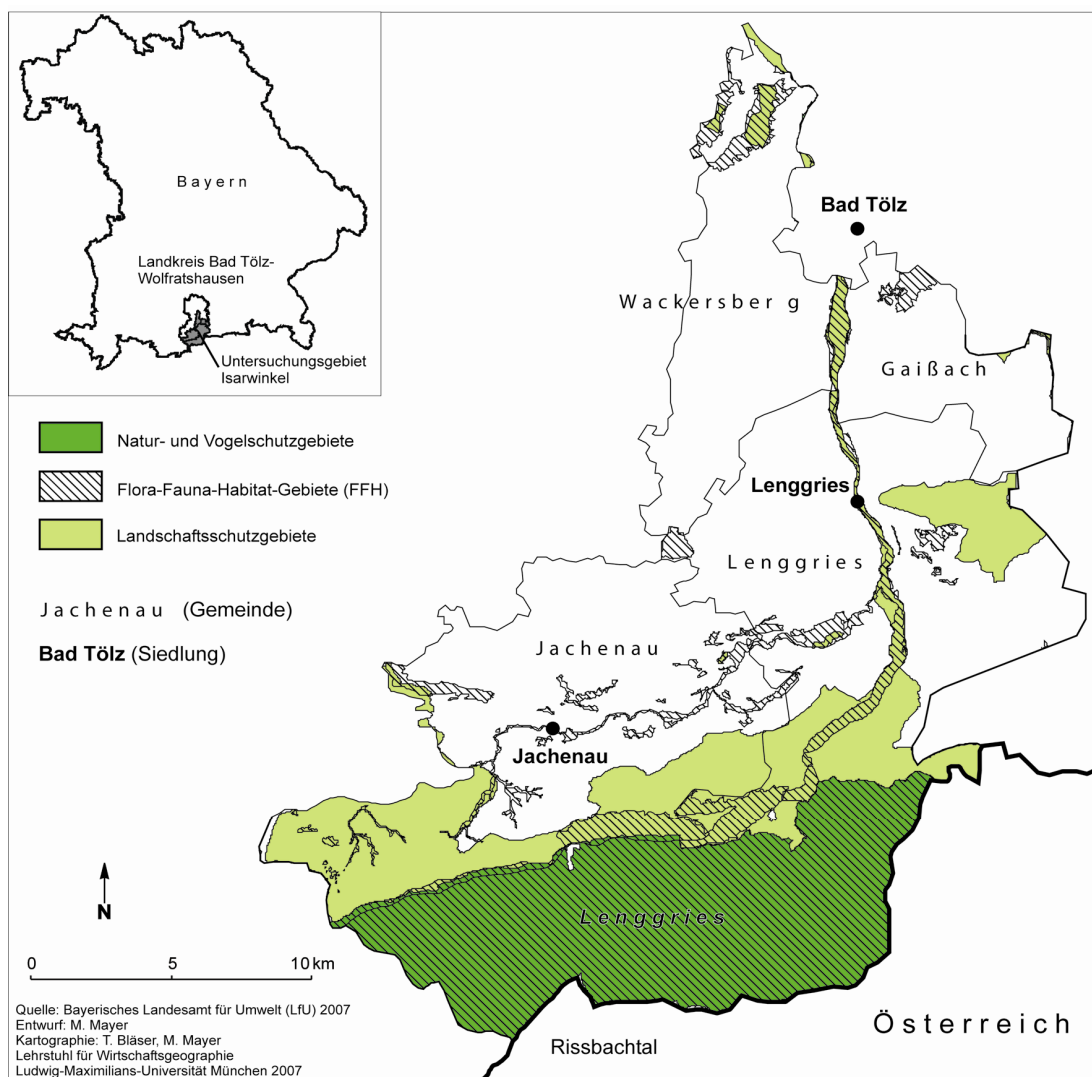 Bayern
Landkreis Bad Tölz-
Wolfratshausen
Untersuchungsgebiet
Isarwinkel
Natur- und Vogelschutzgebiete
Flora-Fauna-Habitat-Gebiete (FFH)
Landschaftsschutzgebiete
Jachenau (Gemeinde)
Bad Tölz (Siedlung)
Bad Tölz
Wackersberg
Gaißach
Lenggries
Lenggries
Jachenau
Jachenau
Lenggries
N
0 5 10 km
Quelle: Bayerisches Landesamt für Umwelt (LfU) 2007
Entwurf: M. Mayer
Kartographie: T. Bläser, M. Mayer
Lehrstuhl für Wirtschaftsgeographie
Ludwig-Maximilians-Universität München 2007
Rissbachtal
Österreich